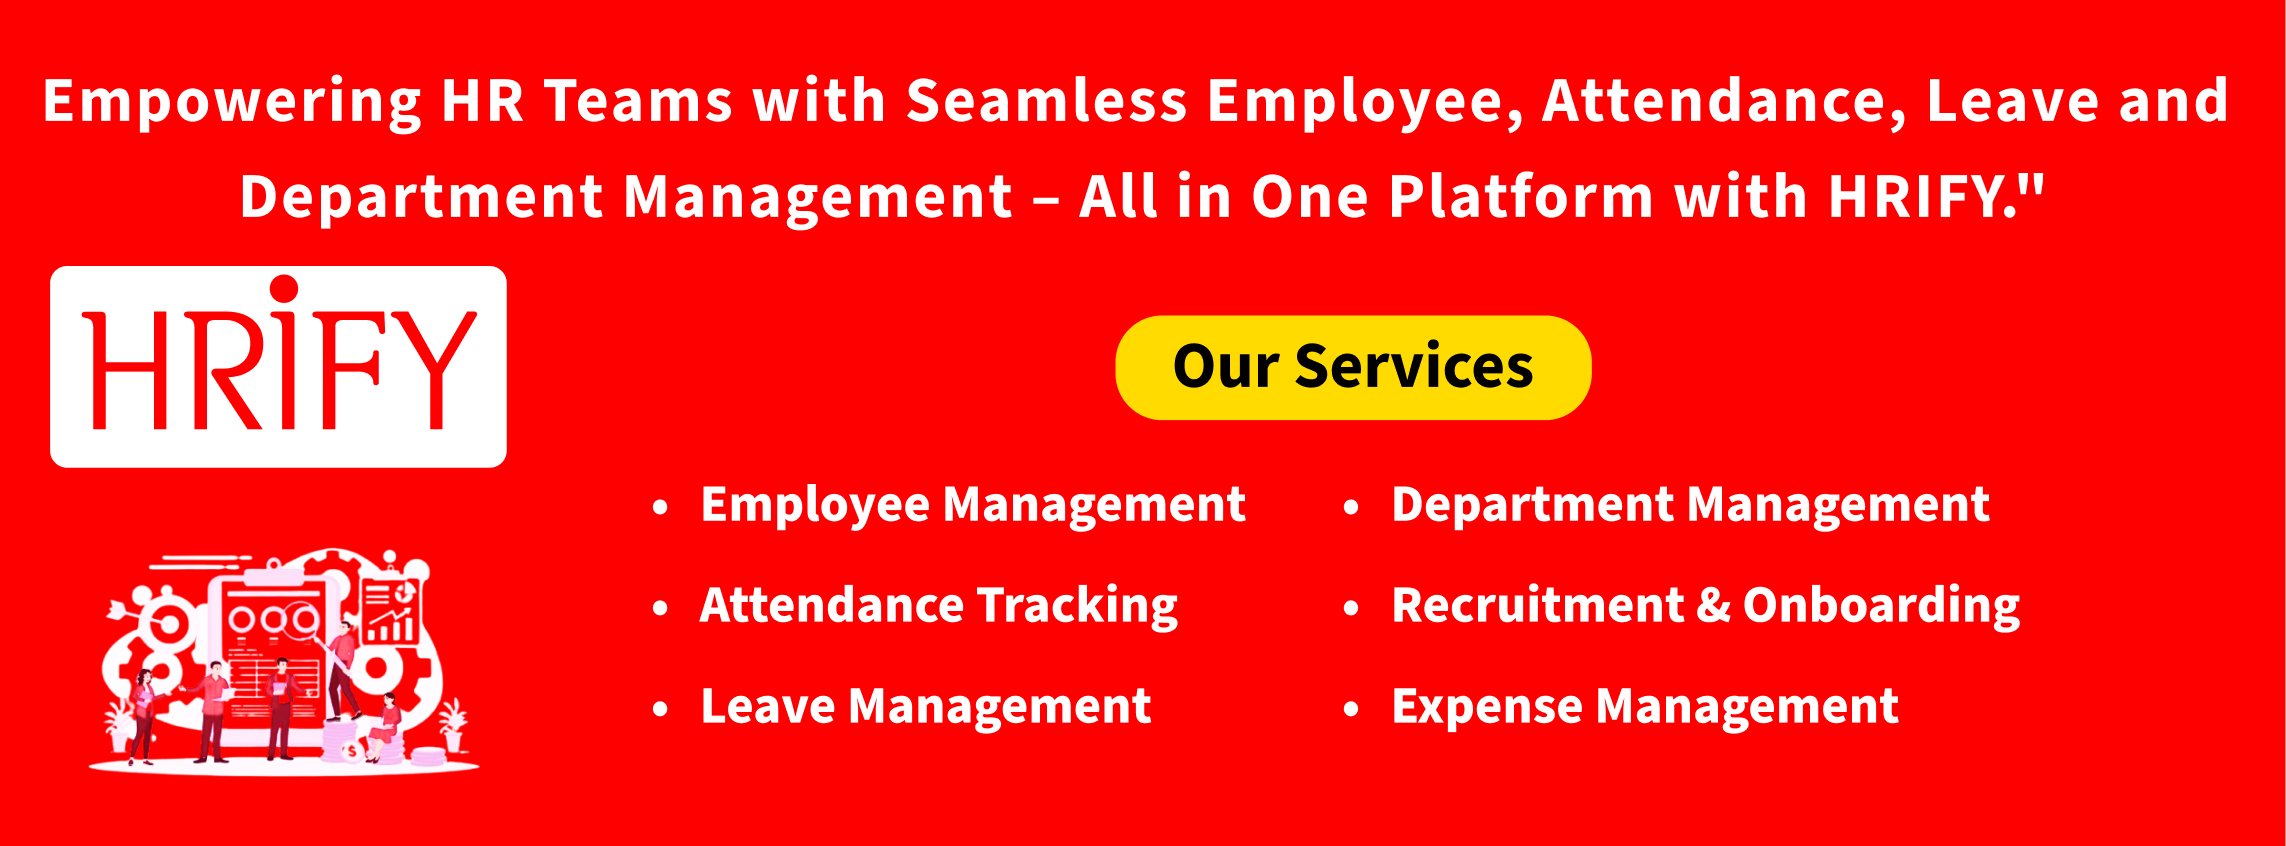 Empowering HR Teams with Seamless Employee, Attendance, Leave and
Department Management – All in One Platform with HRIFY."
HRiFY
Our Services
• Employee Management
• Attendance Tracking
• Leave Management
• Department Management
• Recruitment & Onboarding
• Expense Management
$